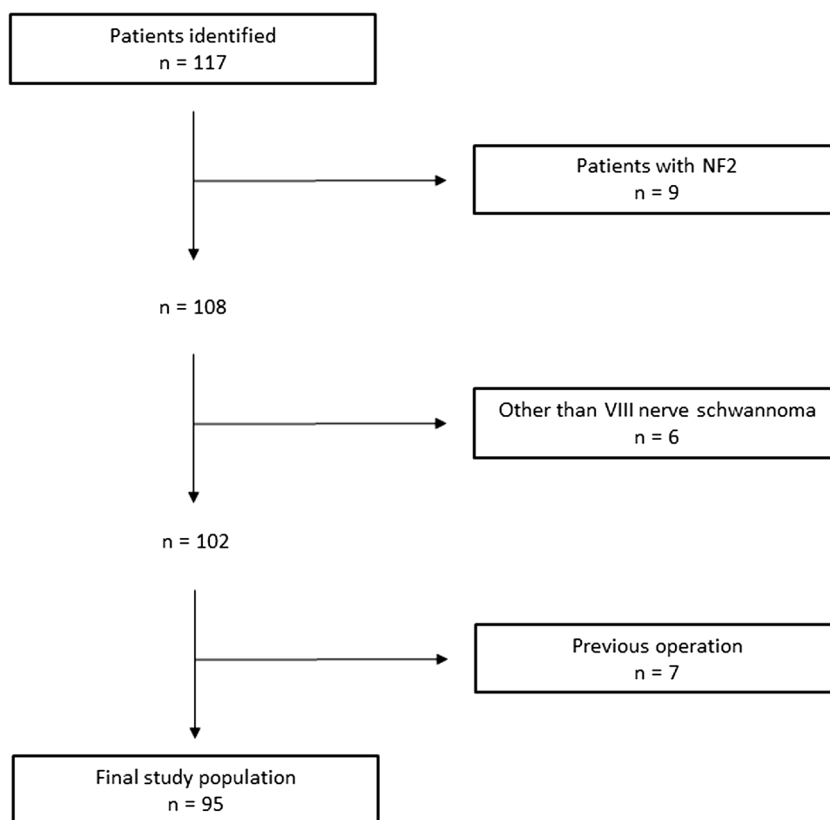 Patients identified
n = 117
Patients with NF2
n = 9
n = 108
Other than VIII nerve schwannoma
n = 6
n = 102
Previous operation
n = 7
Final study population
n = 95